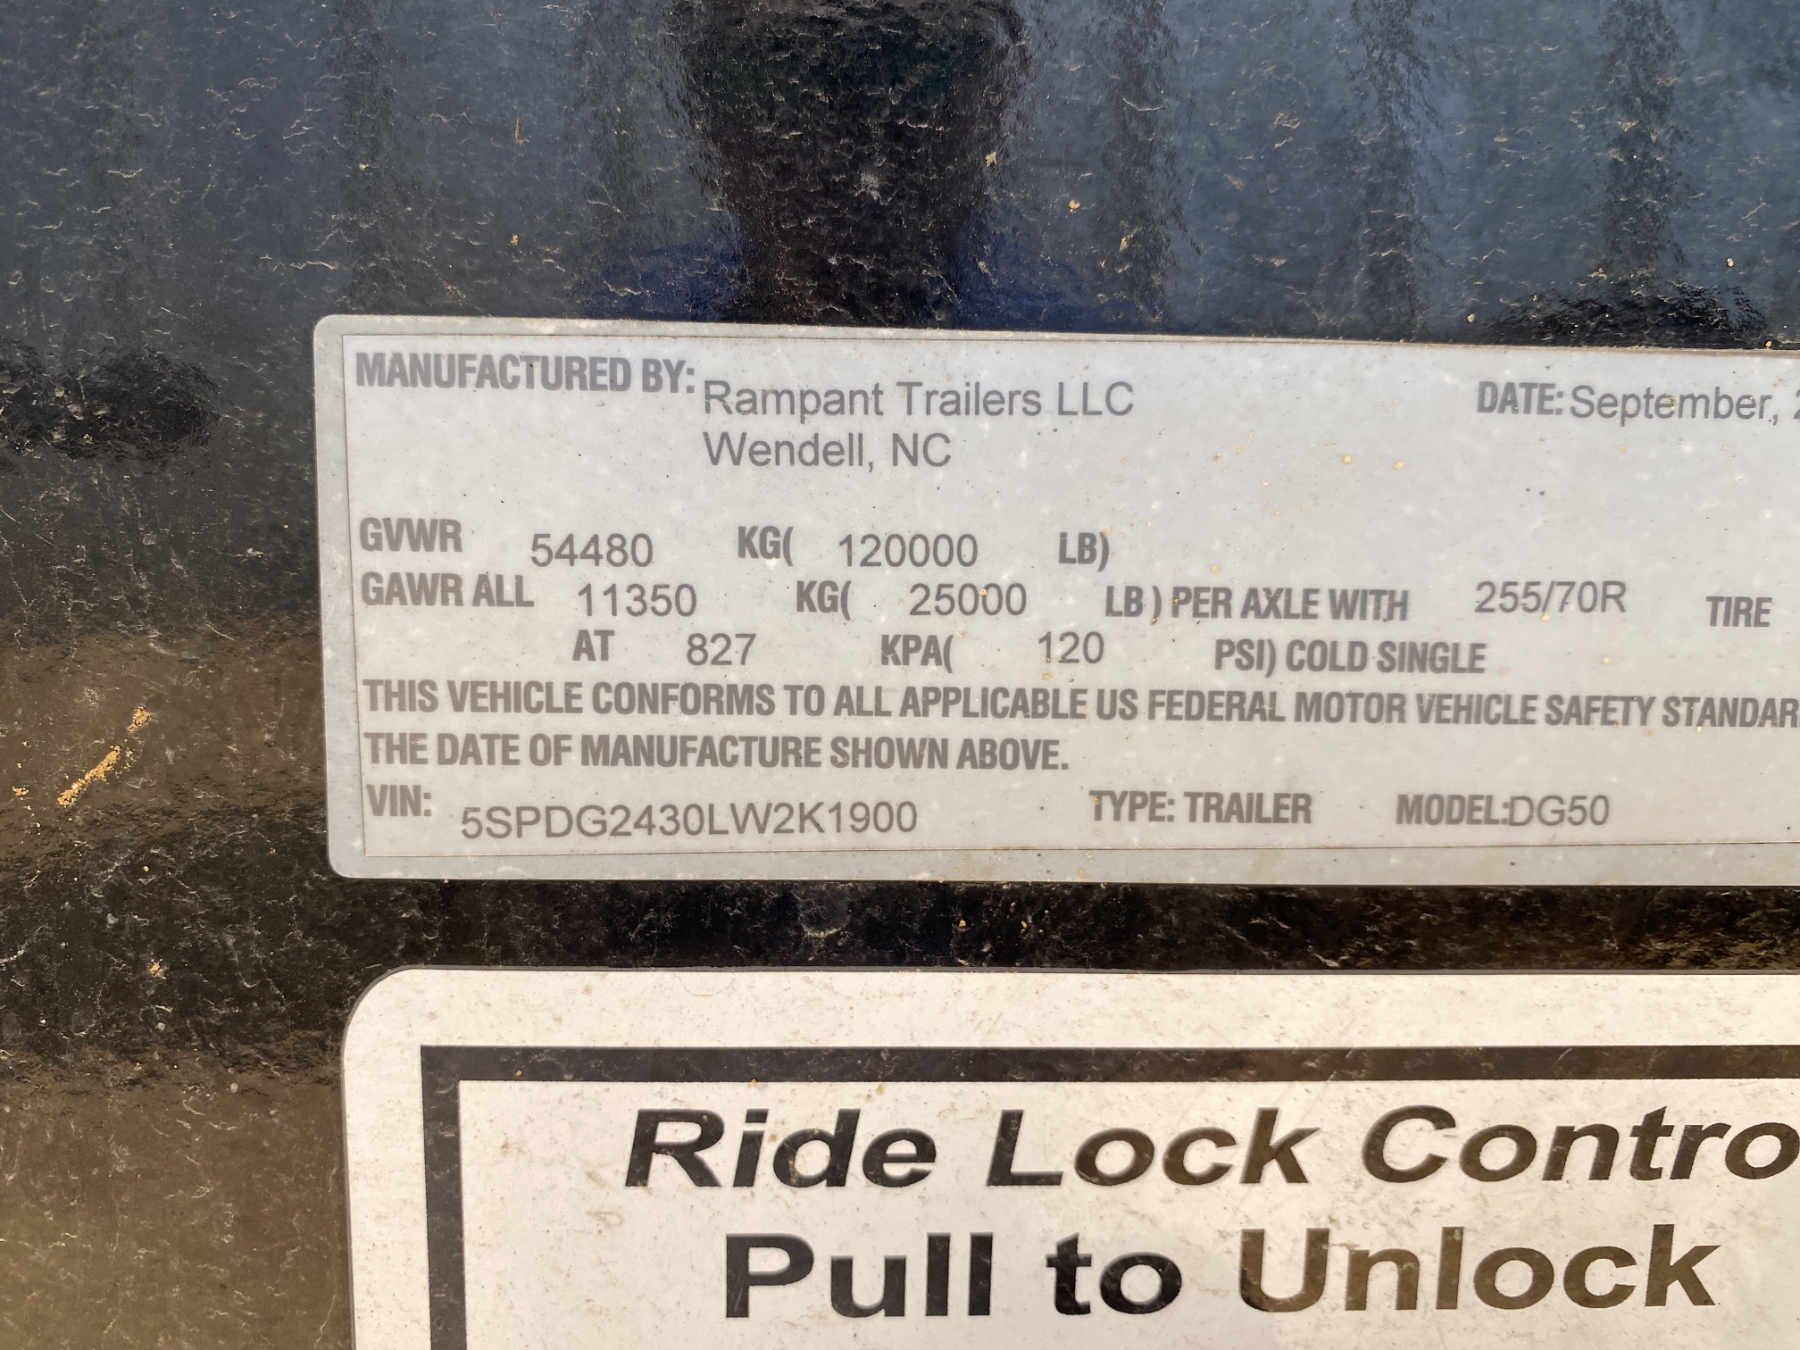 MANUFACTURED BY: Rampant Trailers LLC DATE: September,
Wendell, NC
GVWR 54480 KG( 120000 LB)
GAWR ALL 11350 KG( 25000 LB ) PER AXLE WITH 255/70R TIRE
AT 827 KPA( 120 PSI) COLD SINGLE
THIS VEHICLE CONFORMS TO ALL APPLICABLE US FEDERAL MOTOR VEHICLE SAFETY STANDAR
THE DATE OF MANUFACTURE SHOWN ABOVE.
VIN: 5SPDG2430LW2K1900 TYPE: TRAILER MODEL:DG50
Ride Lock Contro
Pull to Unlock